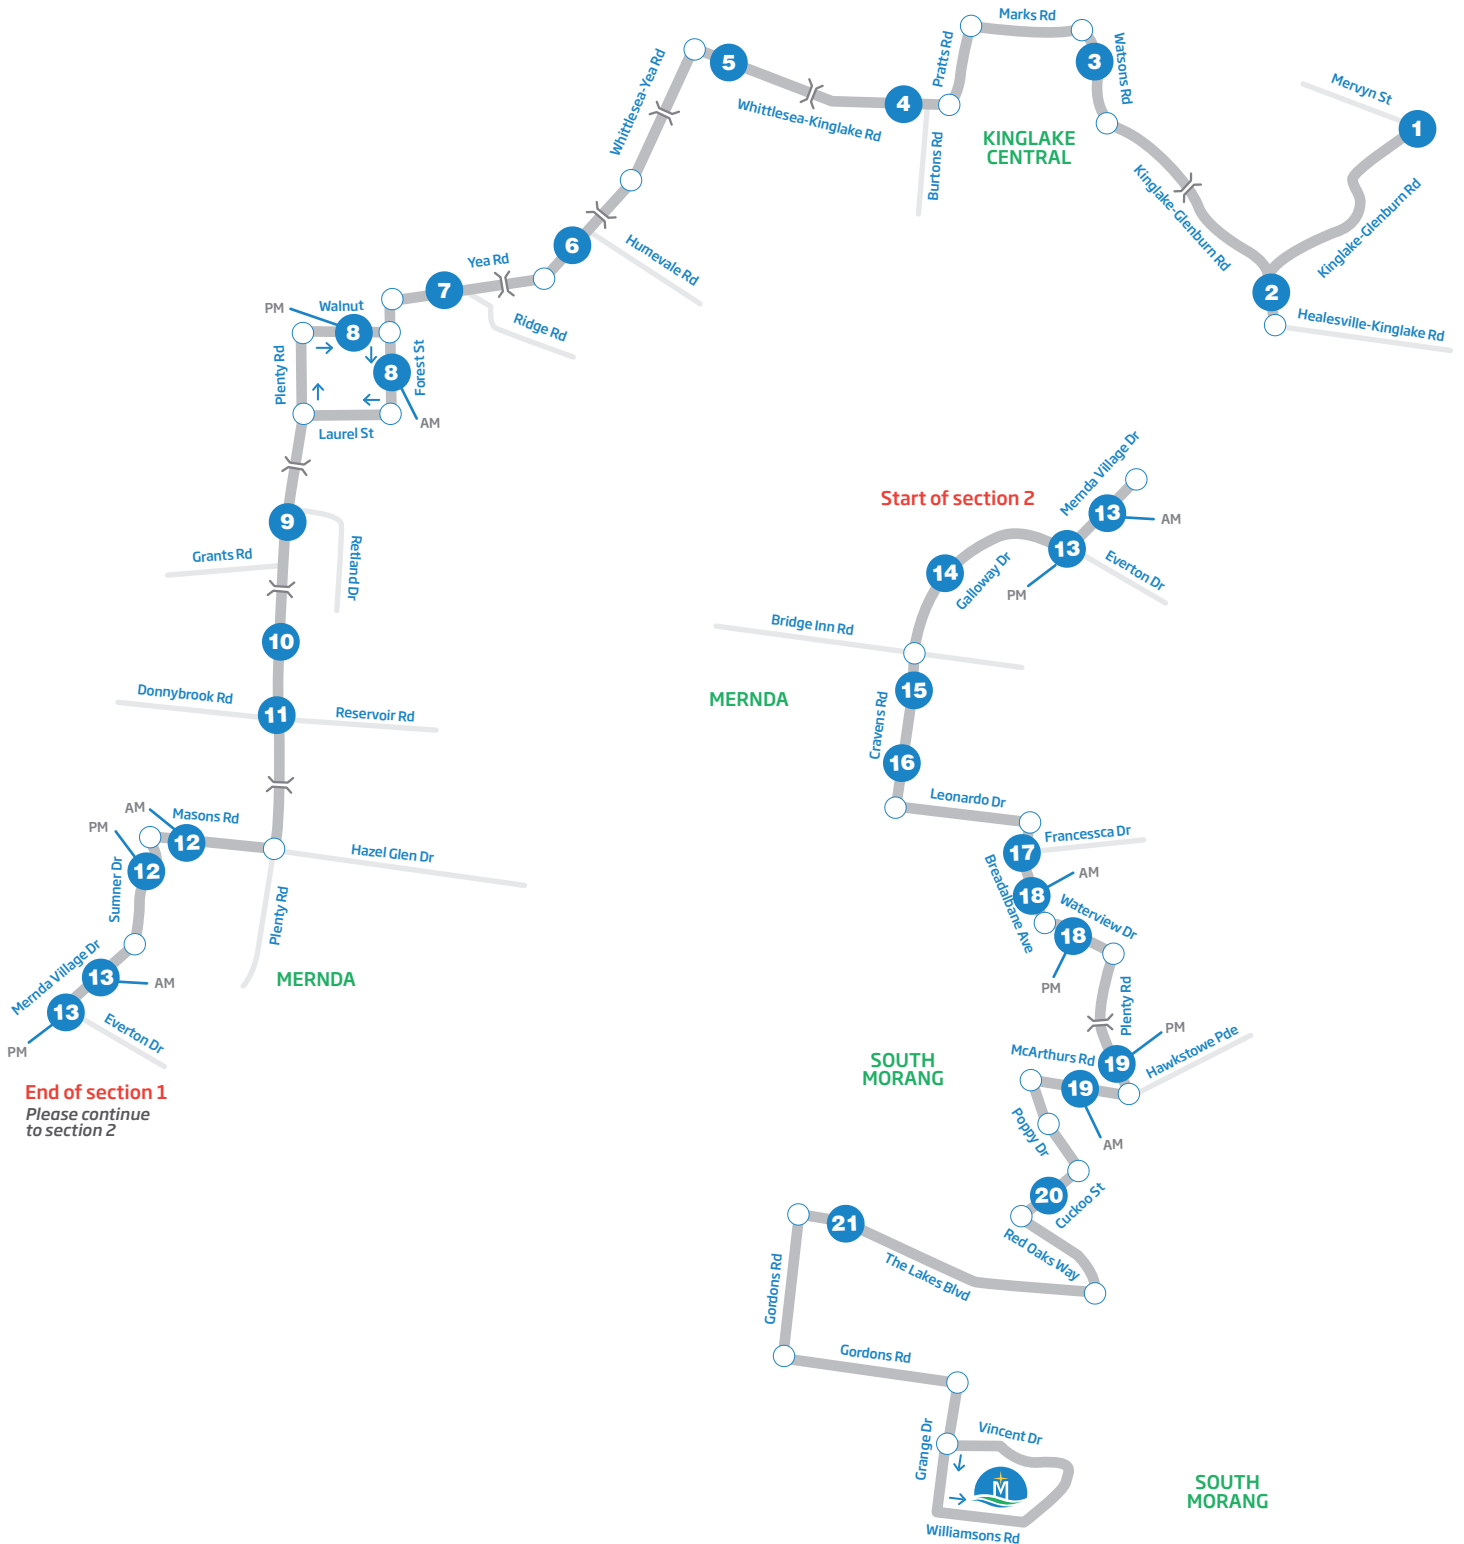 Marks Rd
Pratts Rd
Watsons Rd
3
5
Whittlesea-Yea Rd
Whittlesea-Kinglake Rd
4
Burtons Rd
KINGLAKE
CENTRAL
Mervyn St
1
Kinglake-Glenburn Rd
Kinglake-Glenburn Rd
2
Healesville-Kinglake Rd
6
Humevale Rd
Yea Rd
7
Ridge Rd
PM
Walnut
8
Plenty Rd
Forest St
8
AM
Laurel St
9
Grants Rd
Retland Dr
10
Donnybrook Rd
11
Reservoir Rd
AM
Masons Rd
PM
12
12
Hazel Glen Dr
Sumner Dr
Plenty Rd
Mernda Village Dr
13
AM
MERNDA
13
PM
Everton Dr
End of section 1
Please continue
to section 2
Start of section 2
Mernda Village Dr
13
AM
13
PM
Everton Dr
14
Galloway Dr
Bridge Inn Rd
15
MERNDA
Cravens Rd
16
Leonardo Dr
Francessca Dr
17
AM
Breadalbane Ave
18
Waterview Dr
18
PM
Plenty Rd
PM
Hawkstowe Pde
SOUTH
MORANG
McArthurs Rd
19
19
AM
Poppy Dr
20
Cuckoo St
Red Oaks Way
21
The Lakes Blvd
Gordons Rd
Gordons Rd
Grange Dr
Vincent Dr
M
Williamsons Rd
SOUTH
MORANG